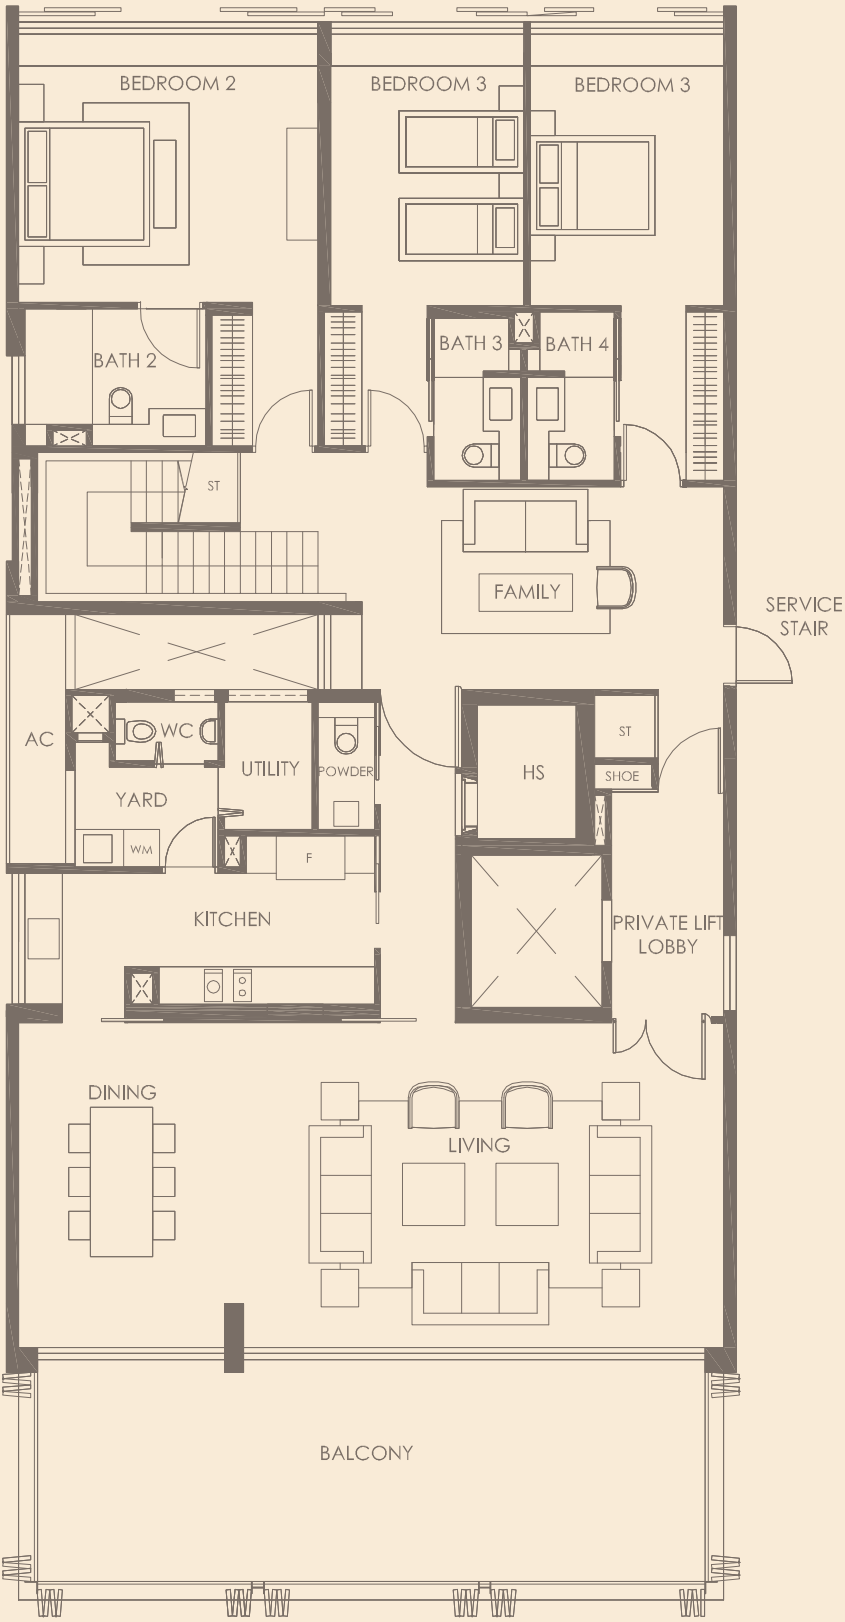 BEDROOM 2
BEDROOM 3
BEDROOM 3
BATH 2
BATH 3
BATH 4
ST
FAMILY
SERVICE
STAIR
AC
WC
UTILITY
POWDER
HS
ST
SHOE
YARD
WM
F
KITCHEN
PRIVATE LIFT
LOBBY
DINING
LIVING
BALCONY